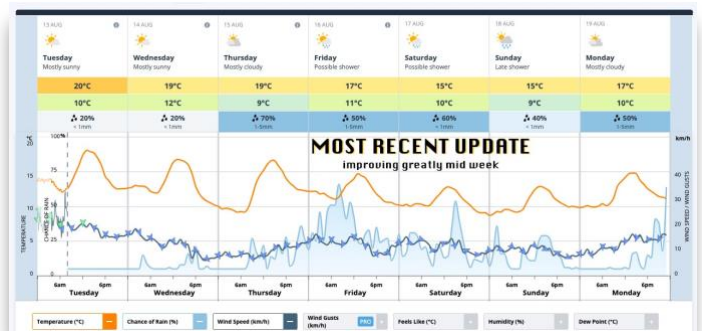 13 AUG 14 AUG 15 AUG 16 AUG 17 AUG 18 AUG 19 AUG
Tuesday Wednesday Thursday Friday Saturday Sunday Monday
Mostly sunny Mostly sunny Mostly cloudy Possible shower Possible shower Late shower Mostly cloudy
20°C 19°C 19°C 17°C 15°C 15°C 17°C
10°C 12°C 9°C 11°C 10°C 9°C 10°C
20% 20% 70% 50% 60% 40% 50%
< 1mm < 1mm 1-5mm 1-5mm < 1mm < 1mm 1-5mm
°C 100% MOST RECENT UPDATE km/h
improving greatly mid week
20
75
15
50
10
25
5
0 0
40
30
20
10
0
TEMPERATURE
CHANCE OF RAIN
WIND SPEED / WIND GUSTS
6am 6pm 6am 6pm 6am 6pm 6am 6pm 6am 6pm 6am 6pm 6am 6pm
Tuesday Wednesday Thursday Friday Saturday Sunday Monday
Temperature (°C) Chance of Rain (%) Wind Speed (km/h) Wind Gusts (km/h) PRO Feels Like (°C) Humidity (%) Dew Point (°C)